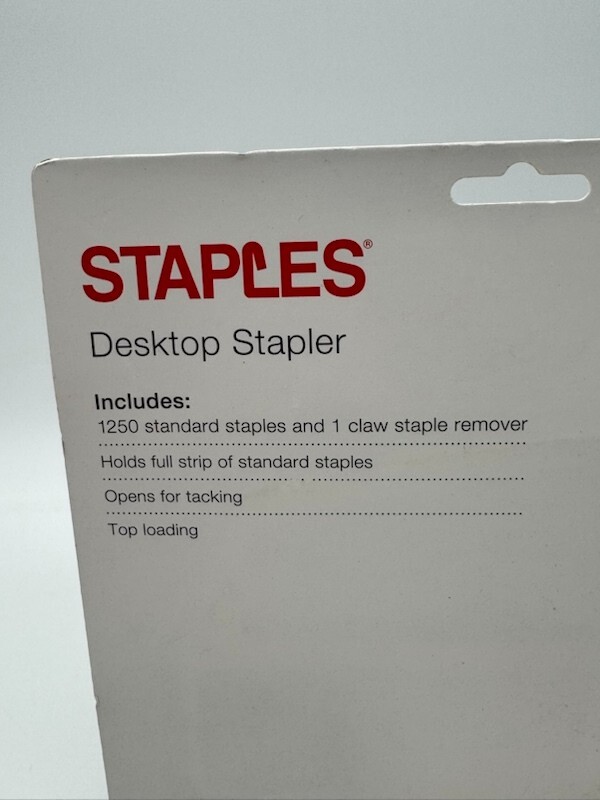 STAPLES®
Desktop Stapler
Includes:
1250 standard staples and 1 claw staple remover
Holds full strip of standard staples
Opens for tacking
Top loading